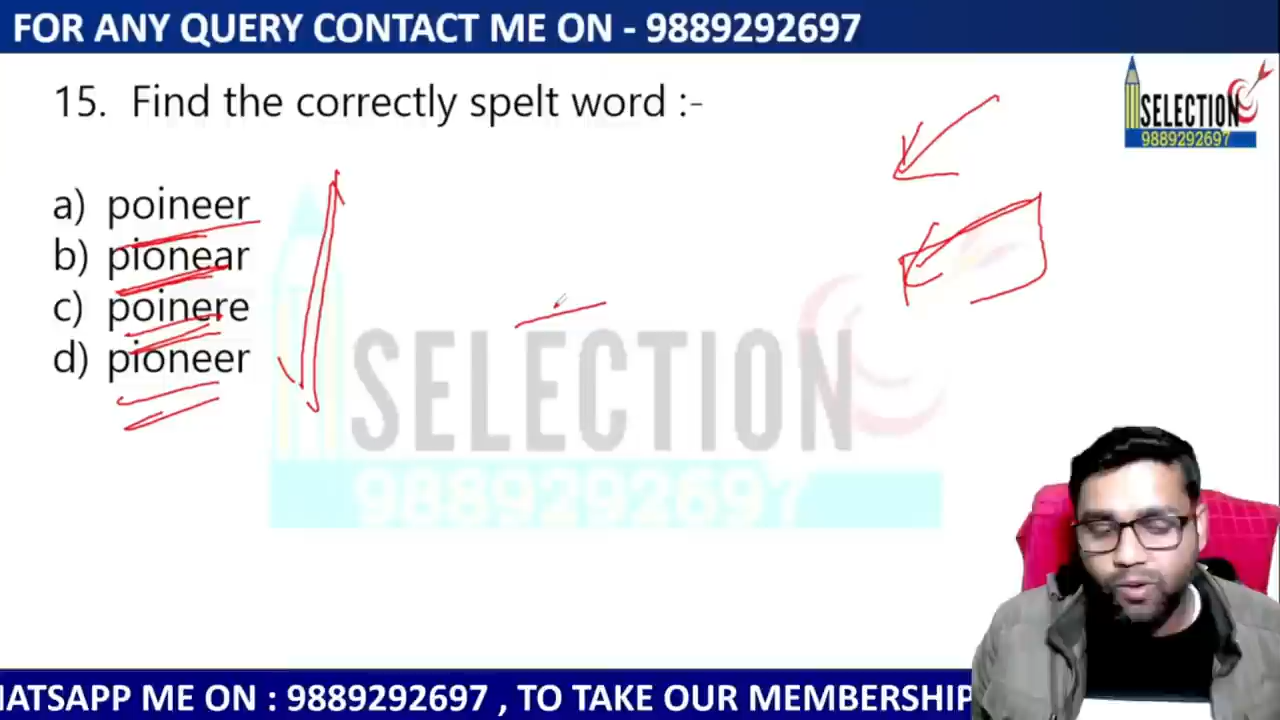 FOR ANY QUERY CONTACT ME ON - 9889292697
SELECTION
9889292697
15. Find the correctly spelt word :-
a) poineer
b) pionear
c) poinere
d) pioneer
SELECTION
9889292697
HATSAPP ME ON : 9889292697 , TO TAKE OUR MEMBERSHIP